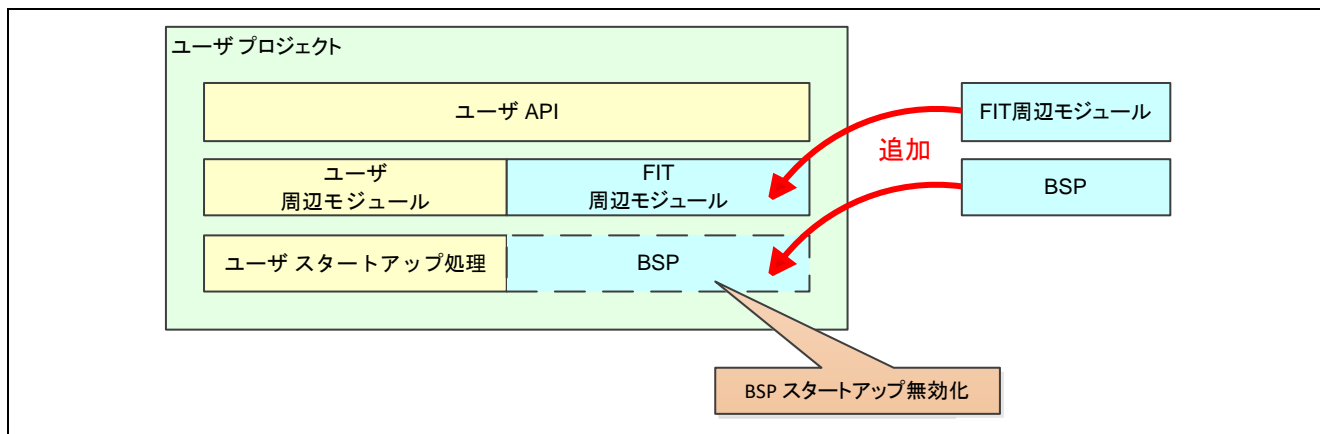 ユーザ プロジェクト
ユーザ API
FIT周辺モジュール
追加
ユーザ
周辺モジュール
FIT
周辺モジュール
BSP
ユーザ スタートアップ処理
BSP
BSP スタートアップ無効化